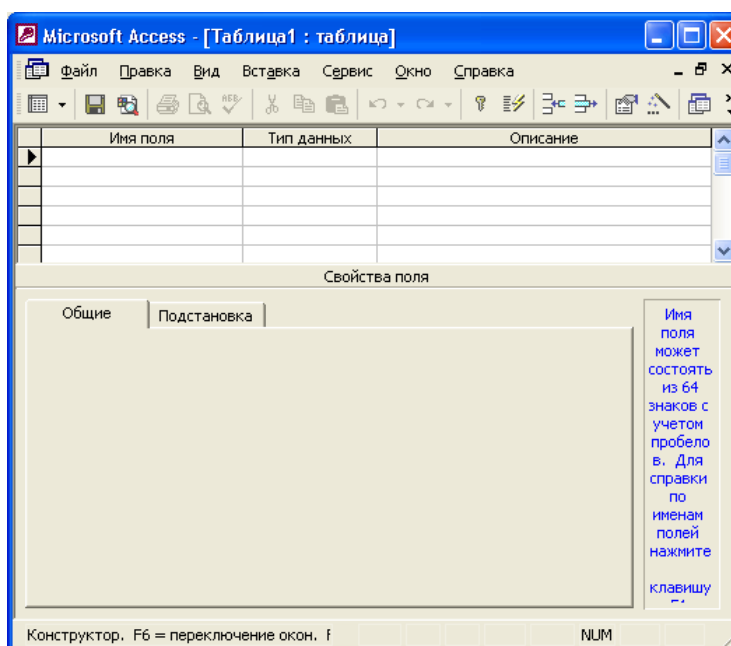 Microsoft Access - [Таблица1 : таблица]
Файл Правка Вид Вставка Сервис Окно Справка
Имя поля Тип данных Описание
Свойства поля
Общие Подстановка
Имя
поля
может
состоять
из 64
знаков с
учетом
пробело
в. Для
справки
по
именам
полей
нажмите
клавишу
Конструктор. F6 = переключение окон. F
NUM